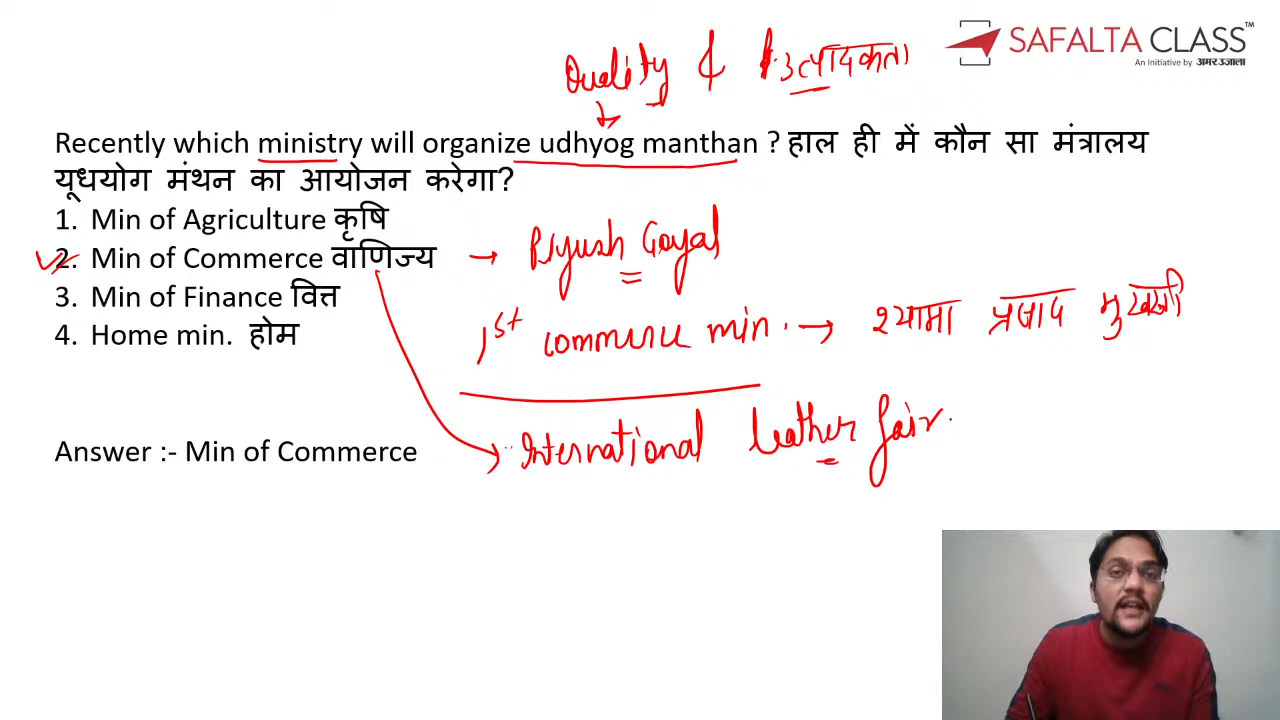 SAFALTA CLASS™
An Initiative by अमर उजाला
Quality & उत्पादकता
Recently which ministry will organize udhyog manthan ? हाल ही में कौन सा मंत्रालय
यूधयोग मंथन का आयोजन करेगा?
1. Min of Agriculture कृषि
2. Min of Commerce वाणिज्य → Piyush Goyal
3. Min of Finance वित्त
1st commerce min. → श्यामा प्रसाद मुखर्जी
4. Home min. होम
International leather fair.
Answer :- Min of Commerce